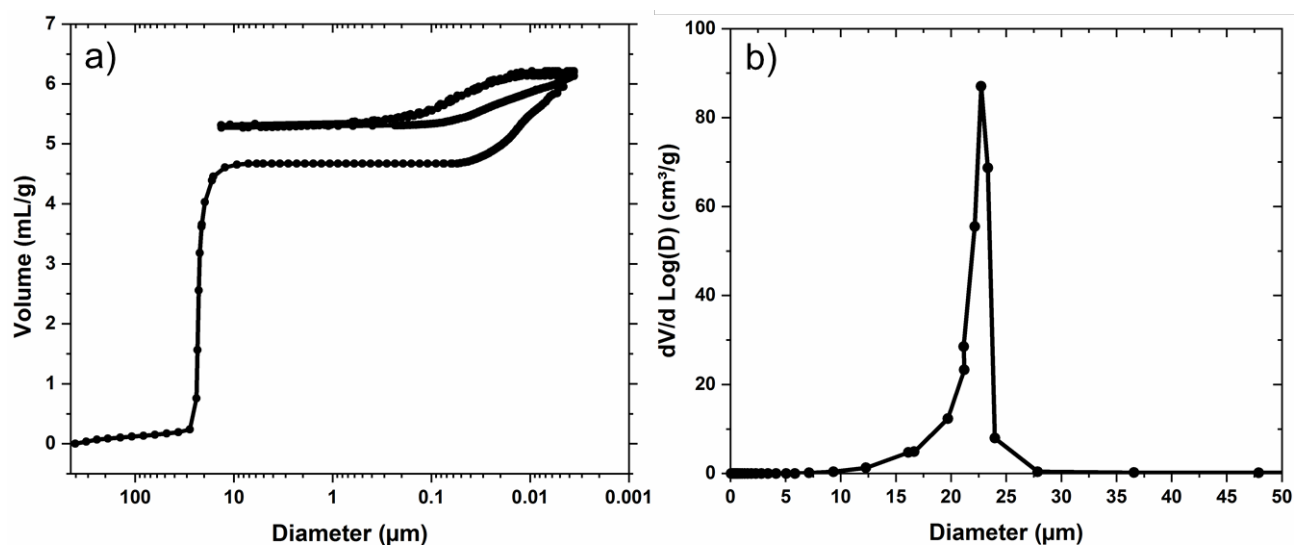 a)
7
6
5
4
3
2
1
0
Volume (mL/g)
100 10 1 0.1 0.01 0.001
Diameter (µm)
b)
100
80
60
40
20
0
dV/d Log(D) (cm³/g)
0 5 10 15 20 25 30 35 40 45 50
Diameter (µm)